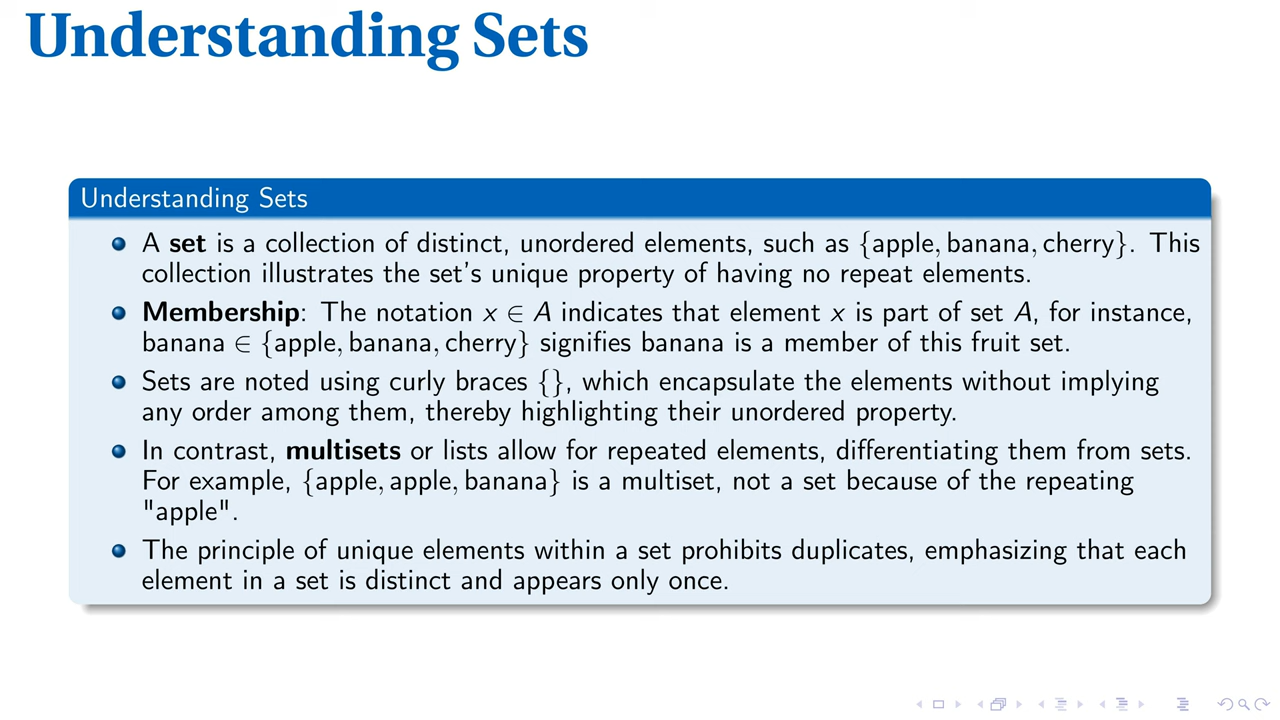 Understanding Sets
Understanding Sets
A set is a collection of distinct, unordered elements, such as {apple, banana, cherry}. This
collection illustrates the set's unique property of having no repeat elements.
Membership: The notation x ∈ A indicates that element x is part of set A, for instance,
banana ∈ {apple, banana, cherry} signifies banana is a member of this fruit set.
Sets are noted using curly braces {}, which encapsulate the elements without implying
any order among them, thereby highlighting their unordered property.
In contrast, multisets or lists allow for repeated elements, differentiating them from sets.
For example, {apple, apple, banana} is a multiset, not a set because of the repeating
"apple".
The principle of unique elements within a set prohibits duplicates, emphasizing that each
element in a set is distinct and appears only once.